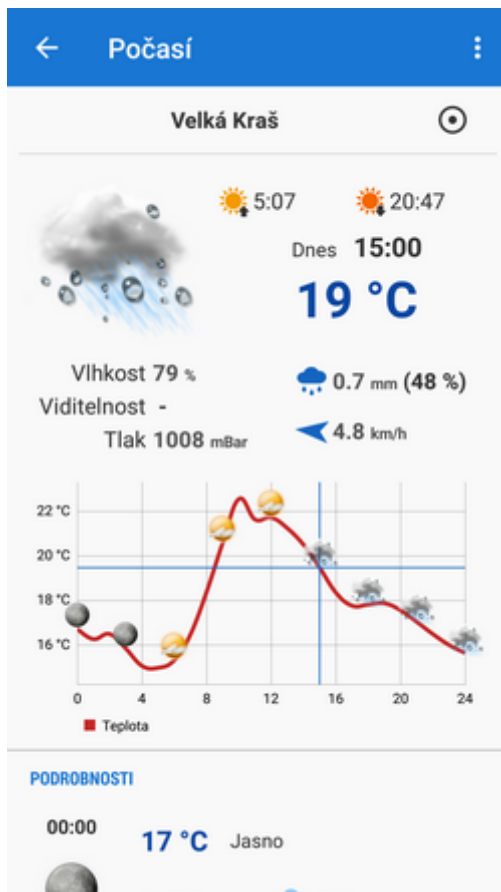 Počasí
Velká Kraš
5:07 20:47
Dnes 15:00
19 °C
Vlhkost 79 % 0.7 mm (48 %)
Viditelnost - 4.8 km/h
Tlak 1008 mBar
22 °C
20 °C
18 °C
16 °C
0 4 8 12 16 20 24
Teplota
PODROBNOSTI
00:00
17 °C Jasno